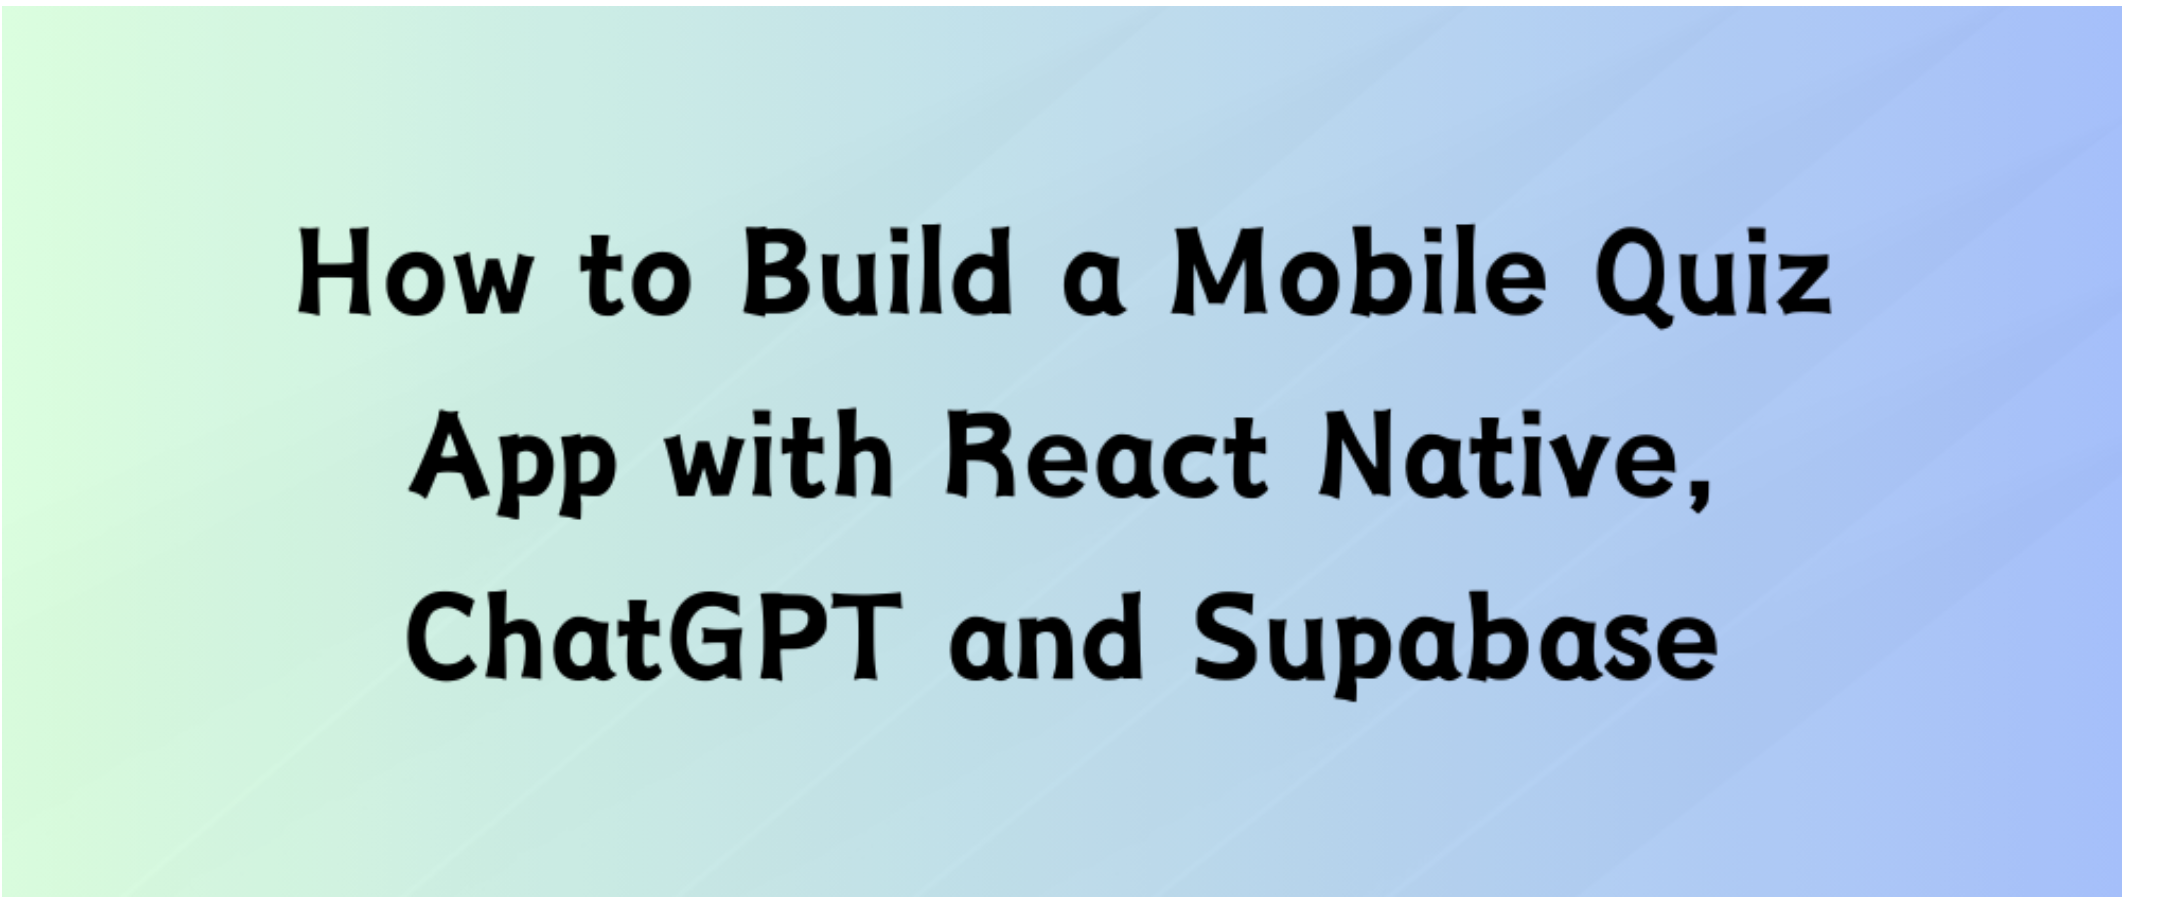 How to Build a Mobile Quiz
App with React Native,
ChatGPT and Supabase